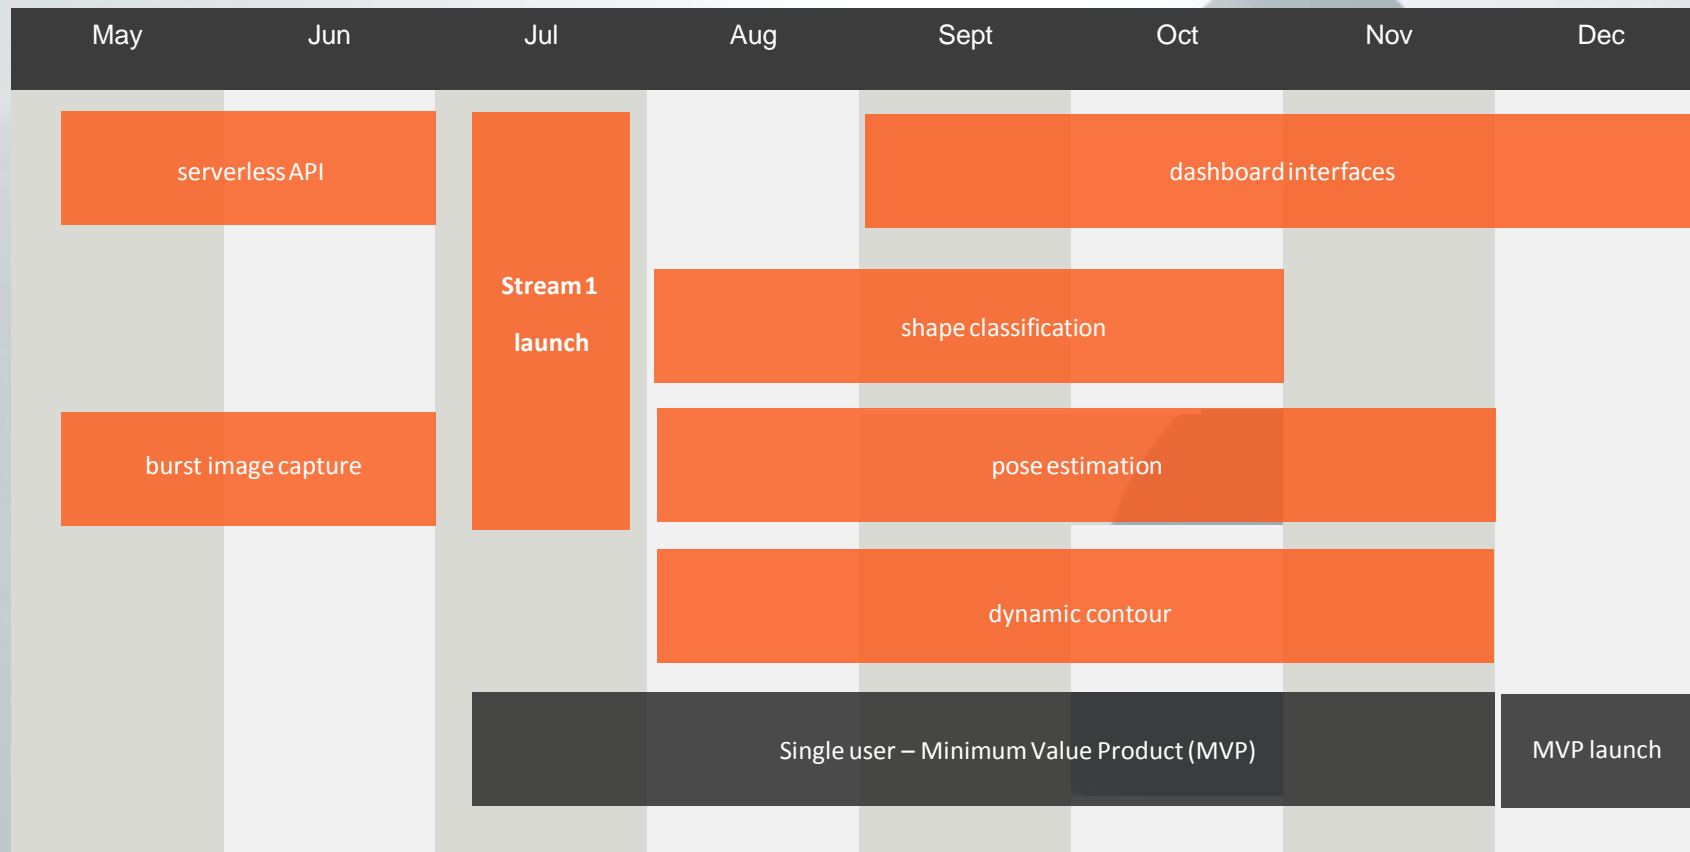 May Jun Jul Aug Sept Oct Nov Dec
serverless API
dashboard interfaces
Stream 1
launch
shape classification
burst image capture
pose estimation
dynamic contour
Single user – Minimum Value Product (MVP)
MVP launch